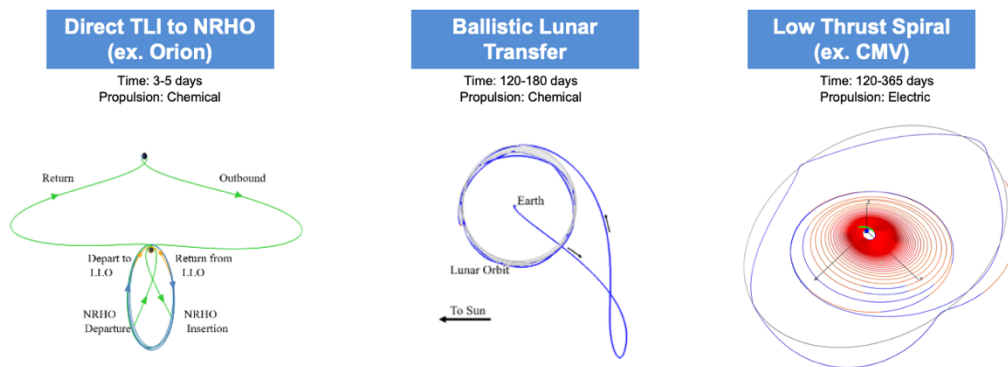 Direct TLI to NRHO
(ex. Orion)
Time: 3-5 days
Propulsion: Chemical
Return
Outbound
Depart to
LLO
Return from
LLO
NRHO
Departure
NRHO
Insertion
Ballistic Lunar
Transfer
Time: 120-180 days
Propulsion: Chemical
Earth
Lunar Orbit
To Sun
Low Thrust Spiral
(ex. CMV)
Time: 120-365 days
Propulsion: Electric